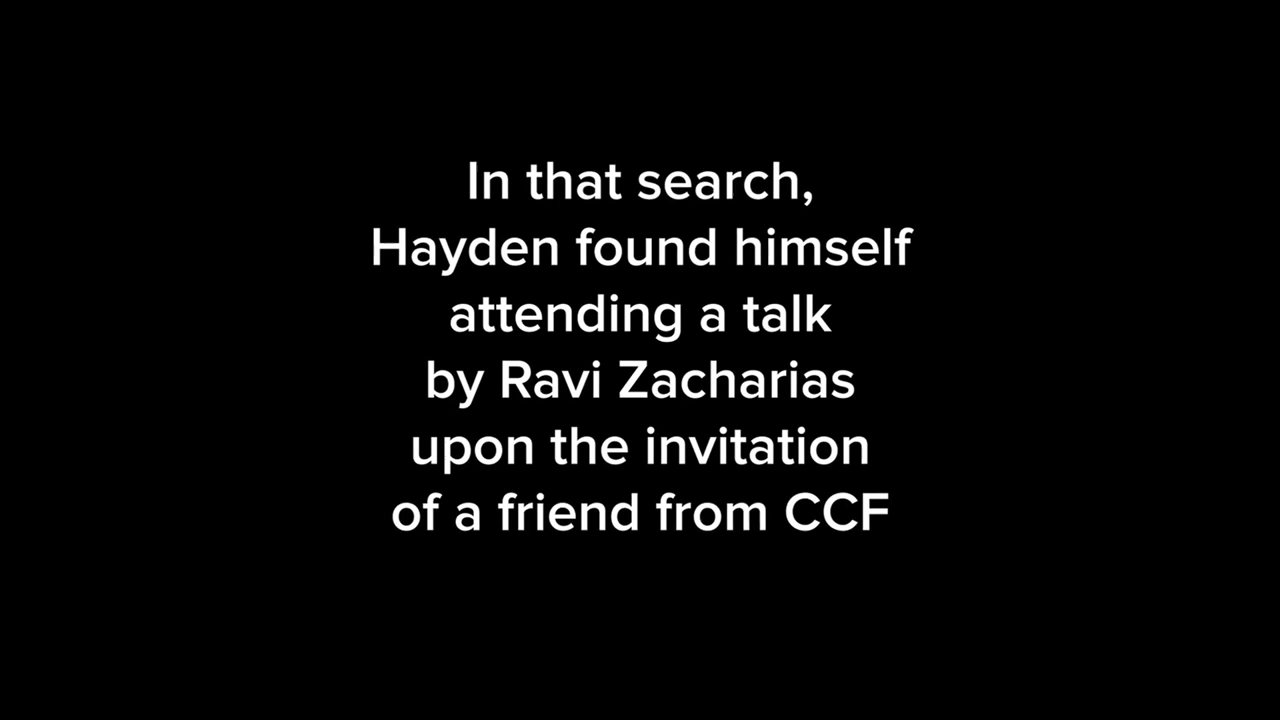 In that search,
Hayden found himself
attending a talk
by Ravi Zacharias
upon the invitation
of a friend from CCF